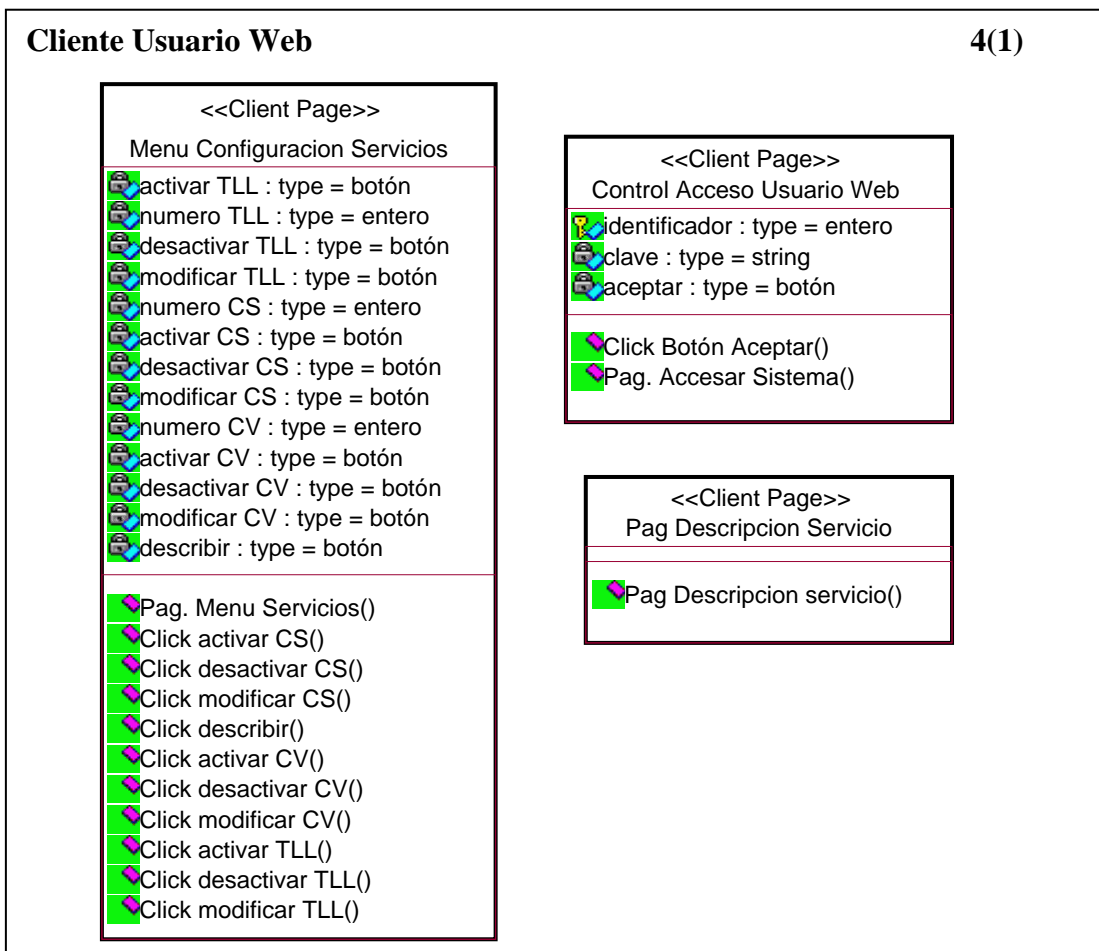 Cliente Usuario Web 4(1)
<<Client Page>>
Menu Configuracion Servicios
activar TLL : type = botón
numero TLL : type = entero
desactivar TLL : type = botón
modificar TLL : type = botón
numero CS : type = entero
activar CS : type = botón
desactivar CS : type = botón
modificar CS : type = botón
numero CV : type = entero
activar CV : type = botón
desactivar CV : type = botón
modificar CV : type = botón
describir : type = botón
Pag. Menu Servicios()
Click activar CS()
Click desactivar CS()
Click modificar CS()
Click describir()
Click activar CV()
Click desactivar CV()
Click modificar CV()
Click activar TLL()
Click desactivar TLL()
Click modificar TLL()
<<Client Page>>
Control Acceso Usuario Web
identificador : type = entero
clave : type = string
aceptar : type = botón
Click Botón Aceptar()
Pag. Accesar Sistema()
<<Client Page>>
Pag Descripcion Servicio
Pag Descripcion servicio()